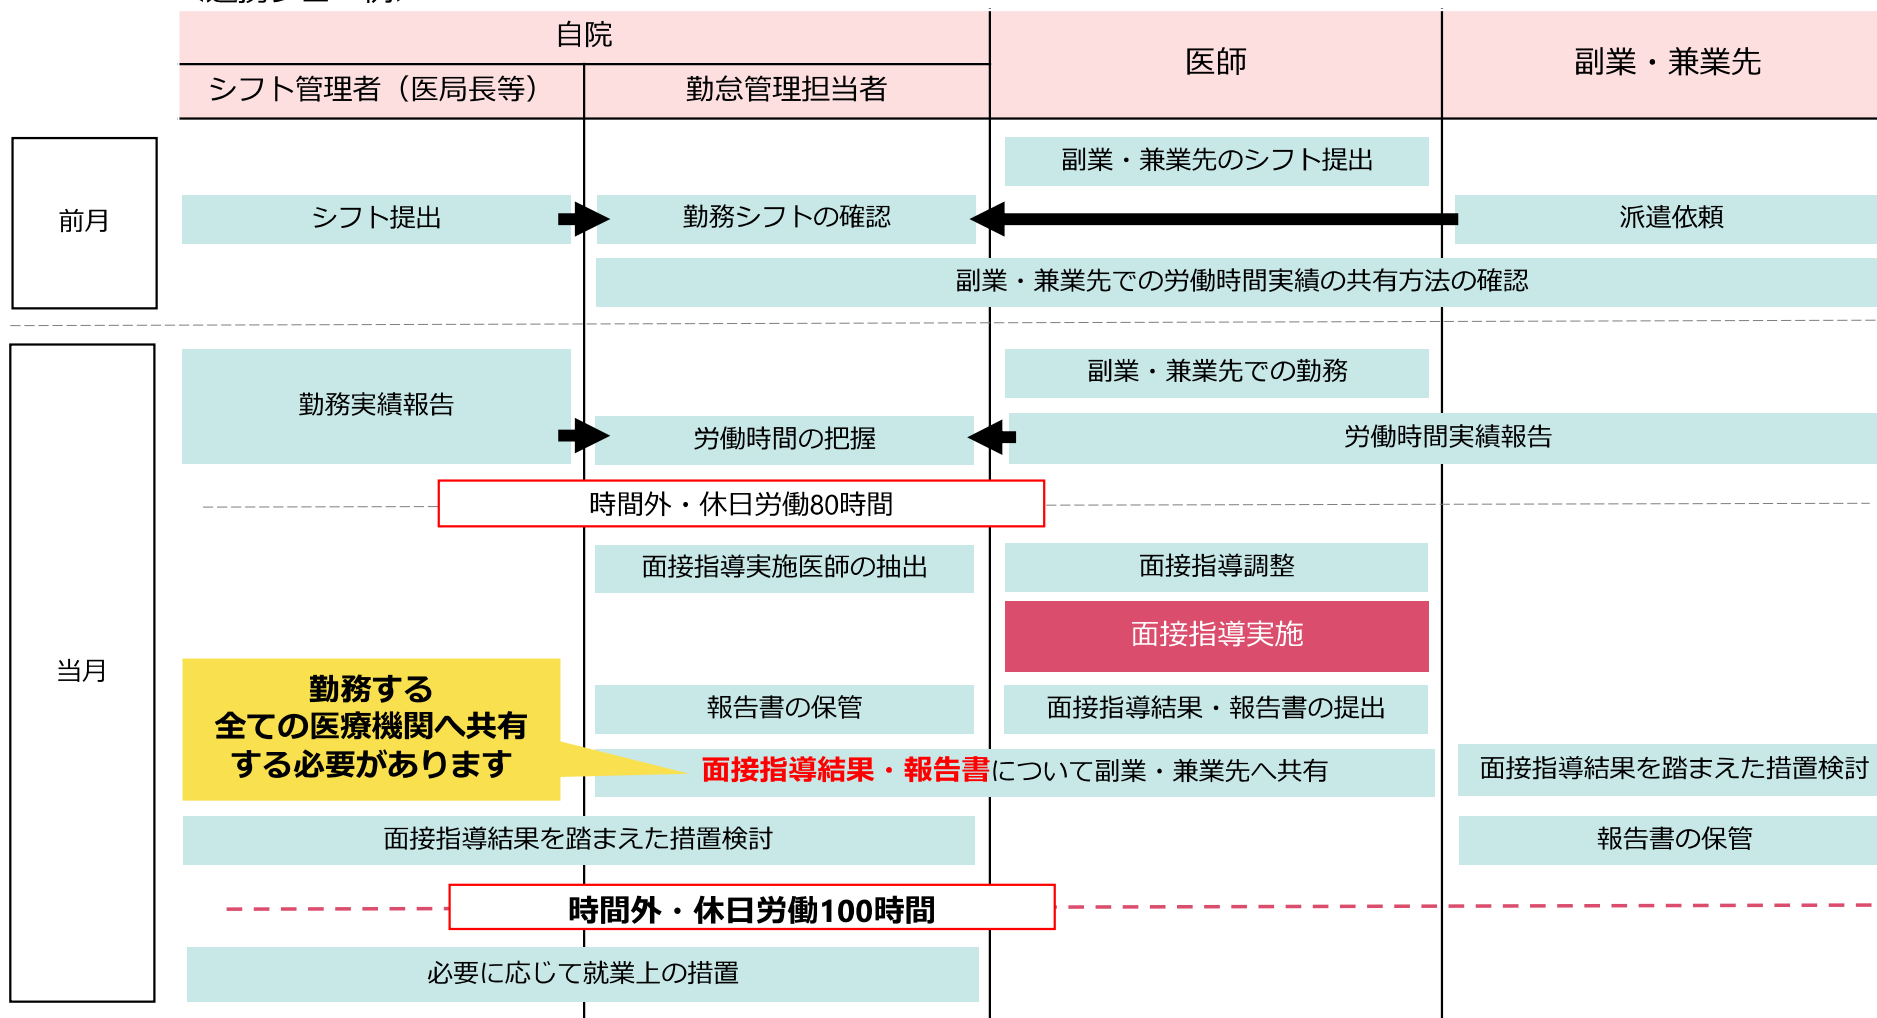 自院
医師
副業・兼業先
シフト管理者（医局長等）
勤怠管理担当者
前月
副業・兼業先のシフト提出
シフト提出
勤務シフトの確認
派遣依頼
副業・兼業先での労働時間実績の共有方法の確認
当月
勤務実績報告
副業・兼業先での勤務
労働時間の把握
労働時間実績報告
時間外・休日労働80時間
面接指導実施医師の抽出
面接指導調整
面接指導実施
勤務する
全ての医療機関へ共有
する必要があります
報告書の保管
面接指導結果・報告書の提出
面接指導結果・報告書について副業・兼業先へ共有
面接指導結果を踏まえた措置検討
面接指導結果を踏まえた措置検討
報告書の保管
時間外・休日労働100時間
必要に応じて就業上の措置